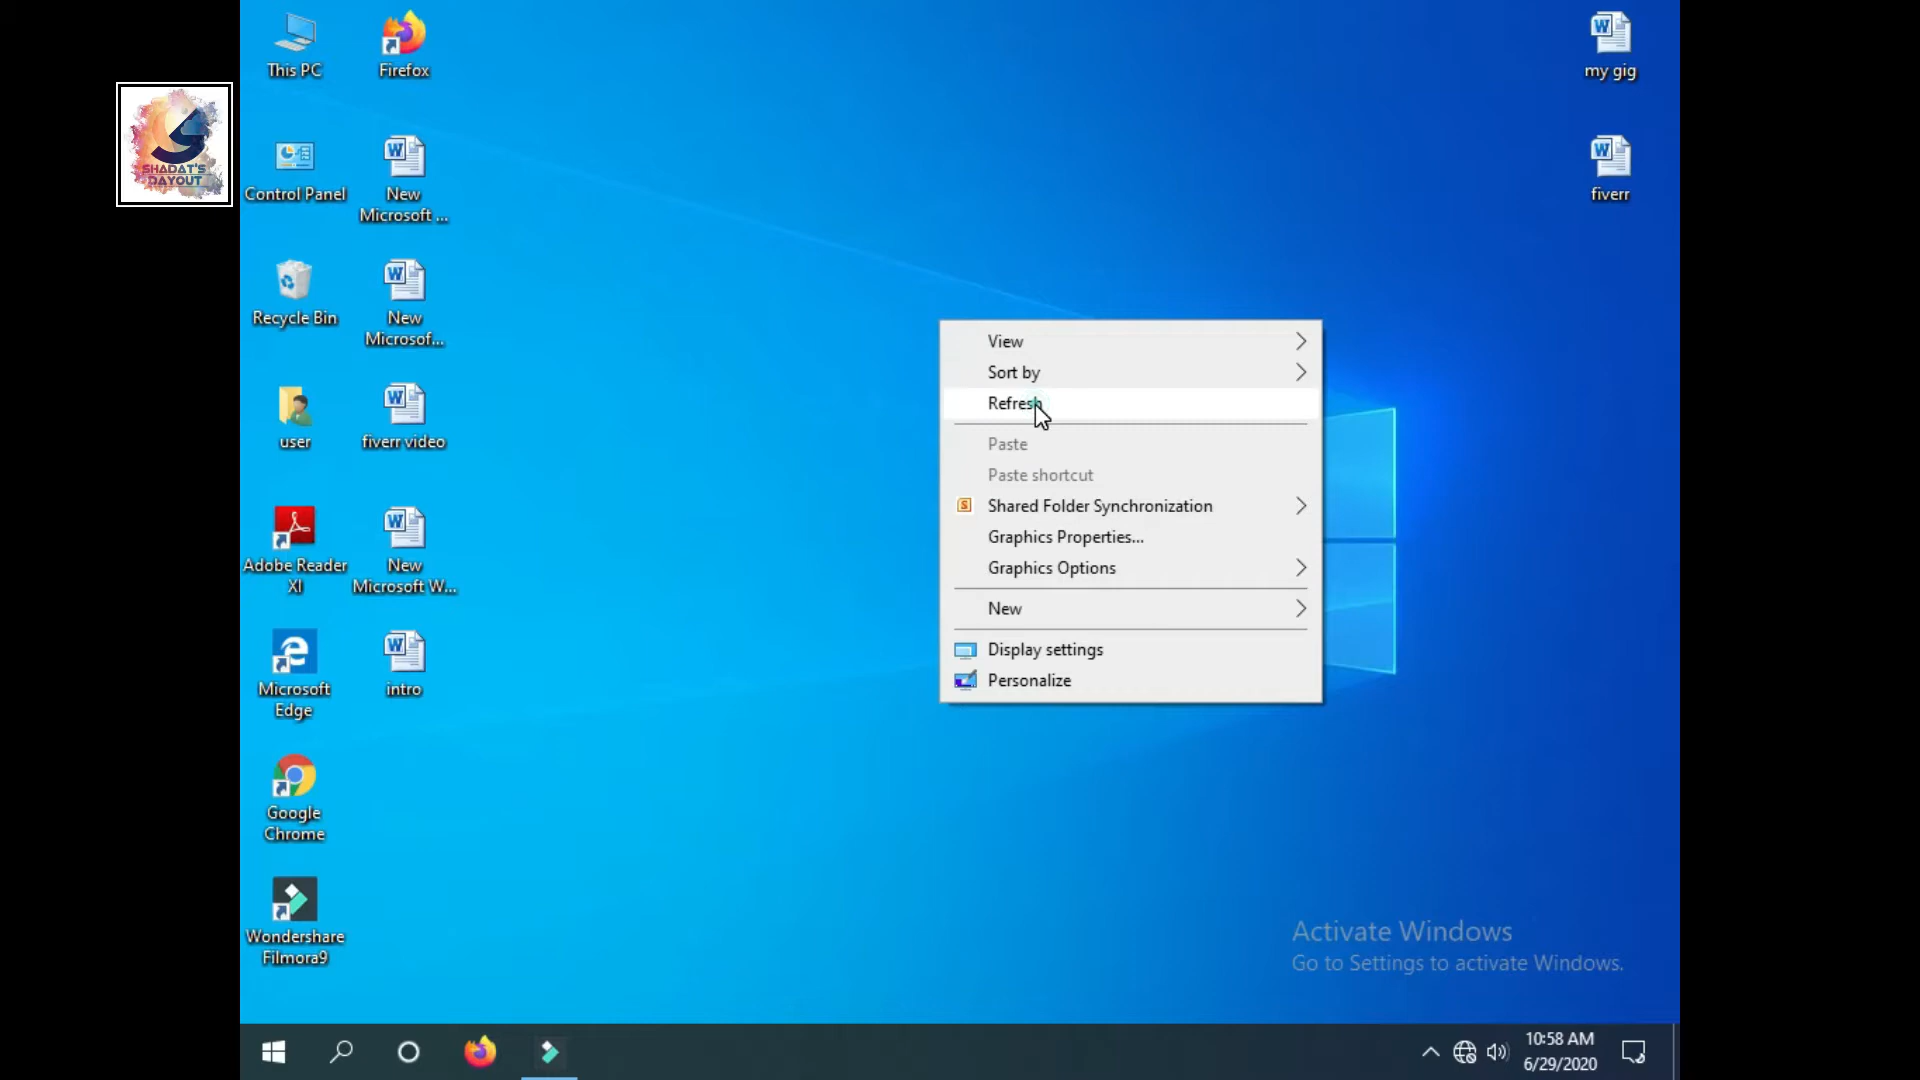 This PC
Firefox
my gig
SHADAT'S
DAYOUT
Control Panel
New
Microsoft ...
fiverr
Recycle Bin
New
Microsof...
user
fiverr video
Adobe Reader
XI
New
Microsoft W...
Microsoft
Edge
intro
Google
Chrome
Wondershare
Filmora9
View
Sort by
Refresh
Paste
Paste shortcut
Shared Folder Synchronization
Graphics Properties...
Graphics Options
New
Display settings
Personalize
Activate Windows
Go to Settings to activate Windows.
10:58 AM
6/29/2020